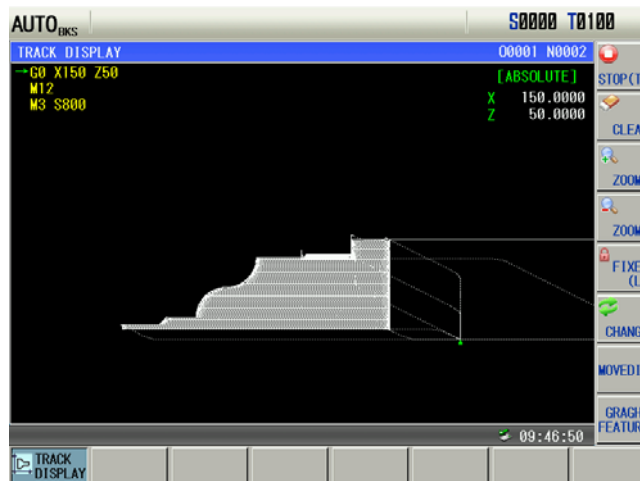 AUTO BKS
S0000 T0100
TRACK DISPLAY
O0001 N0002
→G0 X150 Z50
M12
M3 S800
[ABSOLUTE]
X 150.0000
Z 50.0000
STOP(T
CLEA
ZOOM
ZOOM
FIXE
(L
CHANG
MOVEDI
GRAGH
FEATUR
09:46:50
TRACK
DISPLAY